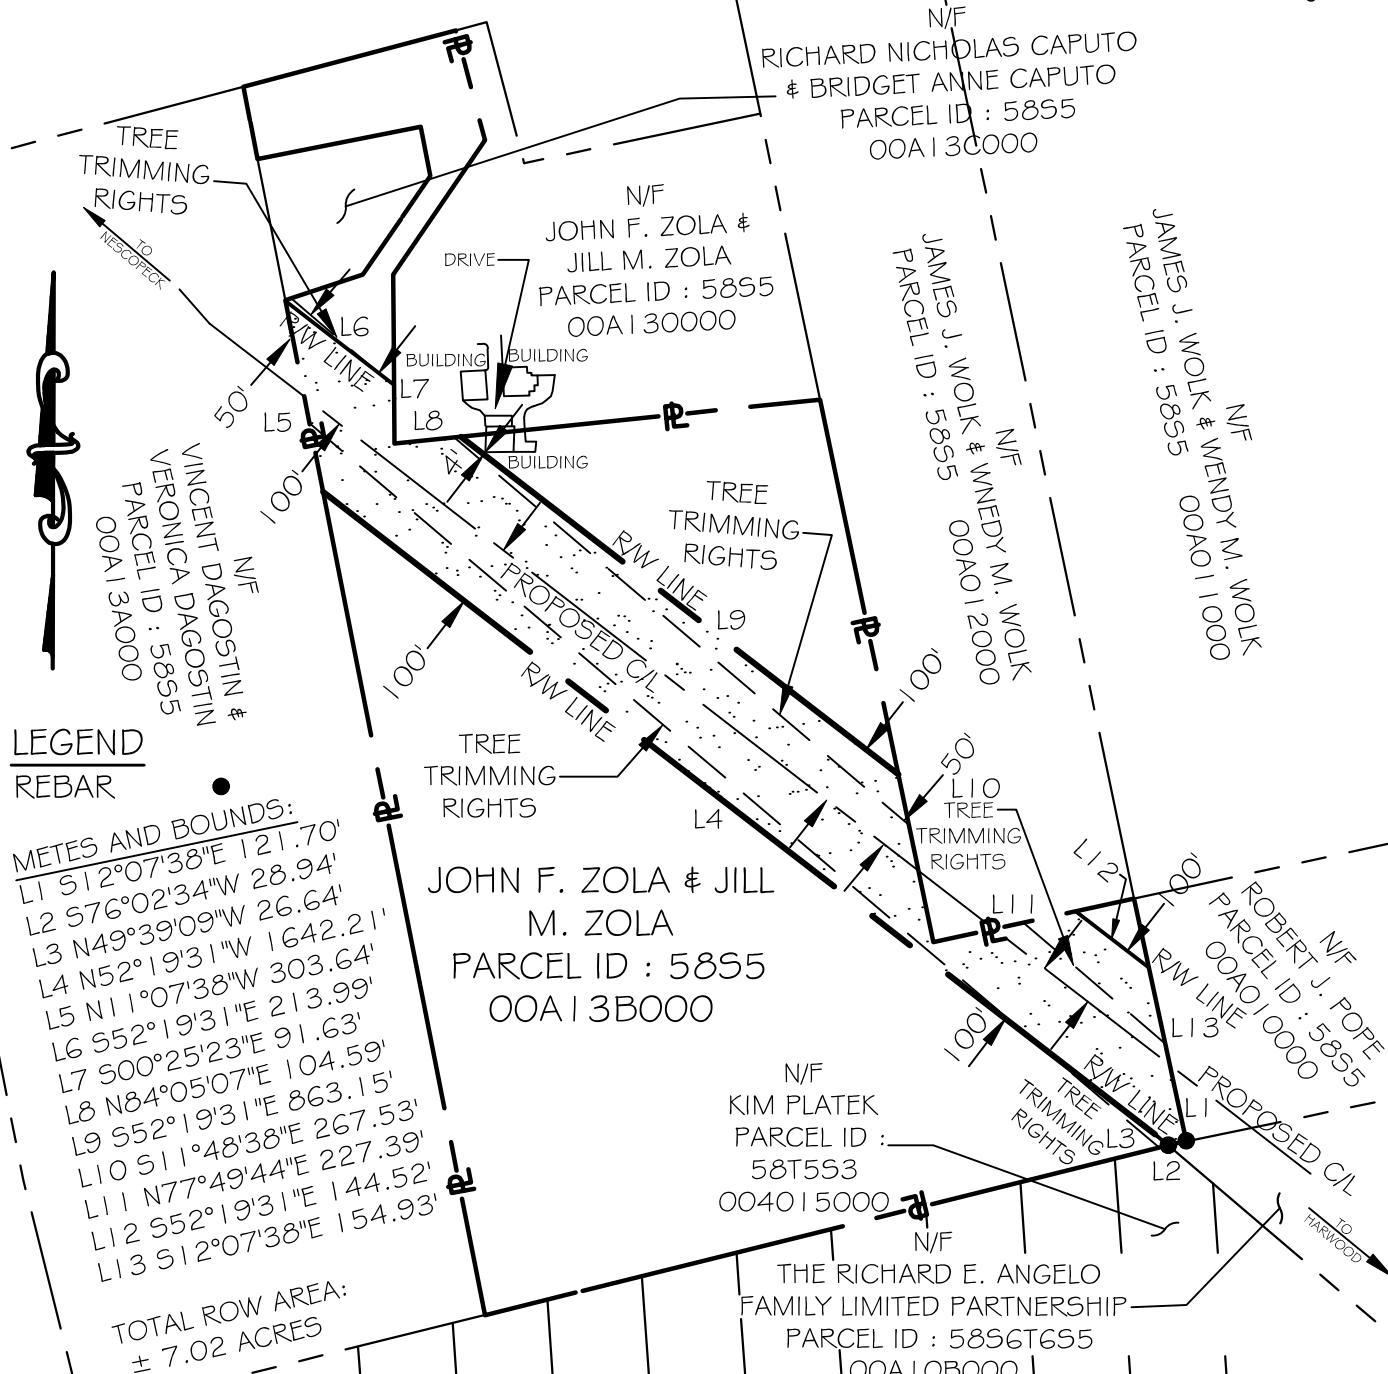 N/F
RICHARD NICHOLAS CAPUTO
& BRIDGET ANNE CAPUTO
PARCEL ID : 58S5
00A13C000
TREE
TRIMMING
RIGHTS
TO
NESCOPECK
N/F
JOHN F. ZOLA &
JILL M. ZOLA
PARCEL ID : 58S5
00A130000
DRIVE
BUILDING
BUILDING
BUILDING
R/W LINE
L6
L7
L8
L5
50'
100'
4'
PL
PL
PL
N/F
JAMES J. WOLK & WNEDY M. WOLK
PARCEL ID : 58S5 00A012000
N/F
JAMES J. WOLK & WENDY M. WOLK
PARCEL ID : 58S5 00A011000
N/F
VINCENT DAGOSTIN &
VERONICA DAGOSTIN
PARCEL ID : 58S5
00A13A000
TREE
TRIMMING
RIGHTS
R/W LINE
L9
PROPOSED C/L
100'
R/W LINE
PL
100'
50'
L10
TREE
TRIMMING
RIGHTS
L4
TREE
TRIMMING
RIGHTS
L11
L12
100'
PL
R/W LINE
L13
N/F
ROBERT J. POPE
PARCEL ID : 58S5
00A010000
LEGEND
REBAR
METES AND BOUNDS:
L1 S12°07'38"E 121.70'
L2 S76°02'34"W 28.94'
L3 N49°39'09"W 26.64'
L4 N52°19'31"W 1642.21'
L5 N11°07'38"W 303.64'
L6 S52°19'31"E 213.99'
L7 S00°25'23"E 91.63'
L8 N84°05'07"E 104.59'
L9 S52°19'31"E 863.15'
L10 S11°48'38"E 267.53'
L11 N77°49'44"E 227.39'
L12 S52°19'31"E 144.52'
L13 S12°07'38"E 154.93'
TOTAL ROW AREA:
± 7.02 ACRES
PL
PL
JOHN F. ZOLA & JILL
M. ZOLA
PARCEL ID : 58S5
00A13B000
100'
R/W LINE
TREE
TRIMMING
RIGHTS
L3
L1
L2
PROPOSED C/L
TO
HARWOOD
N/F
KIM PLATEK
PARCEL ID :
58T5S3
004015000
PL
N/F
THE RICHARD E. ANGELO
FAMILY LIMITED PARTNERSHIP
PARCEL ID : 58S6T6S5
00A10B000